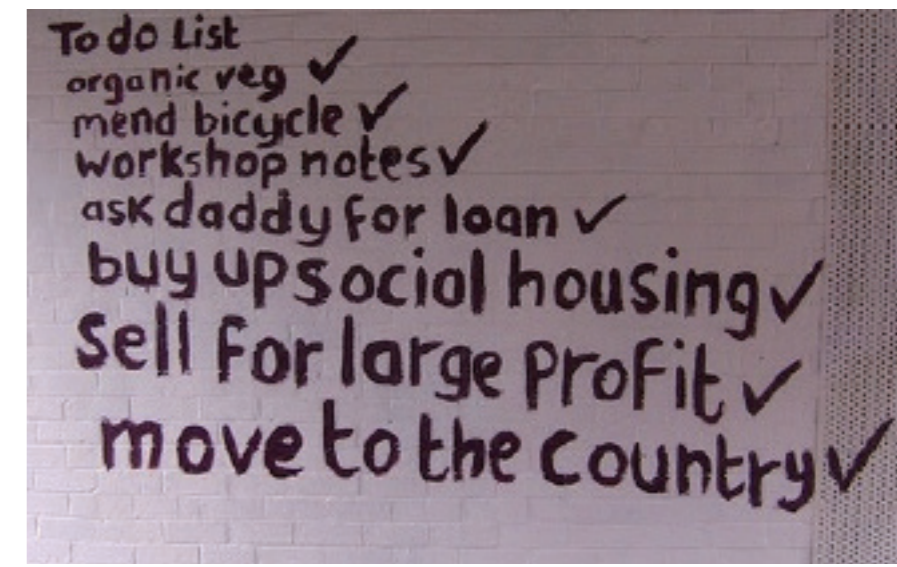 To do List
organic veg ✓
mend bicycle ✓
workshop notes ✓
ask daddy for loan ✓
buy up social housing ✓
sell for large profit ✓
move to the country ✓